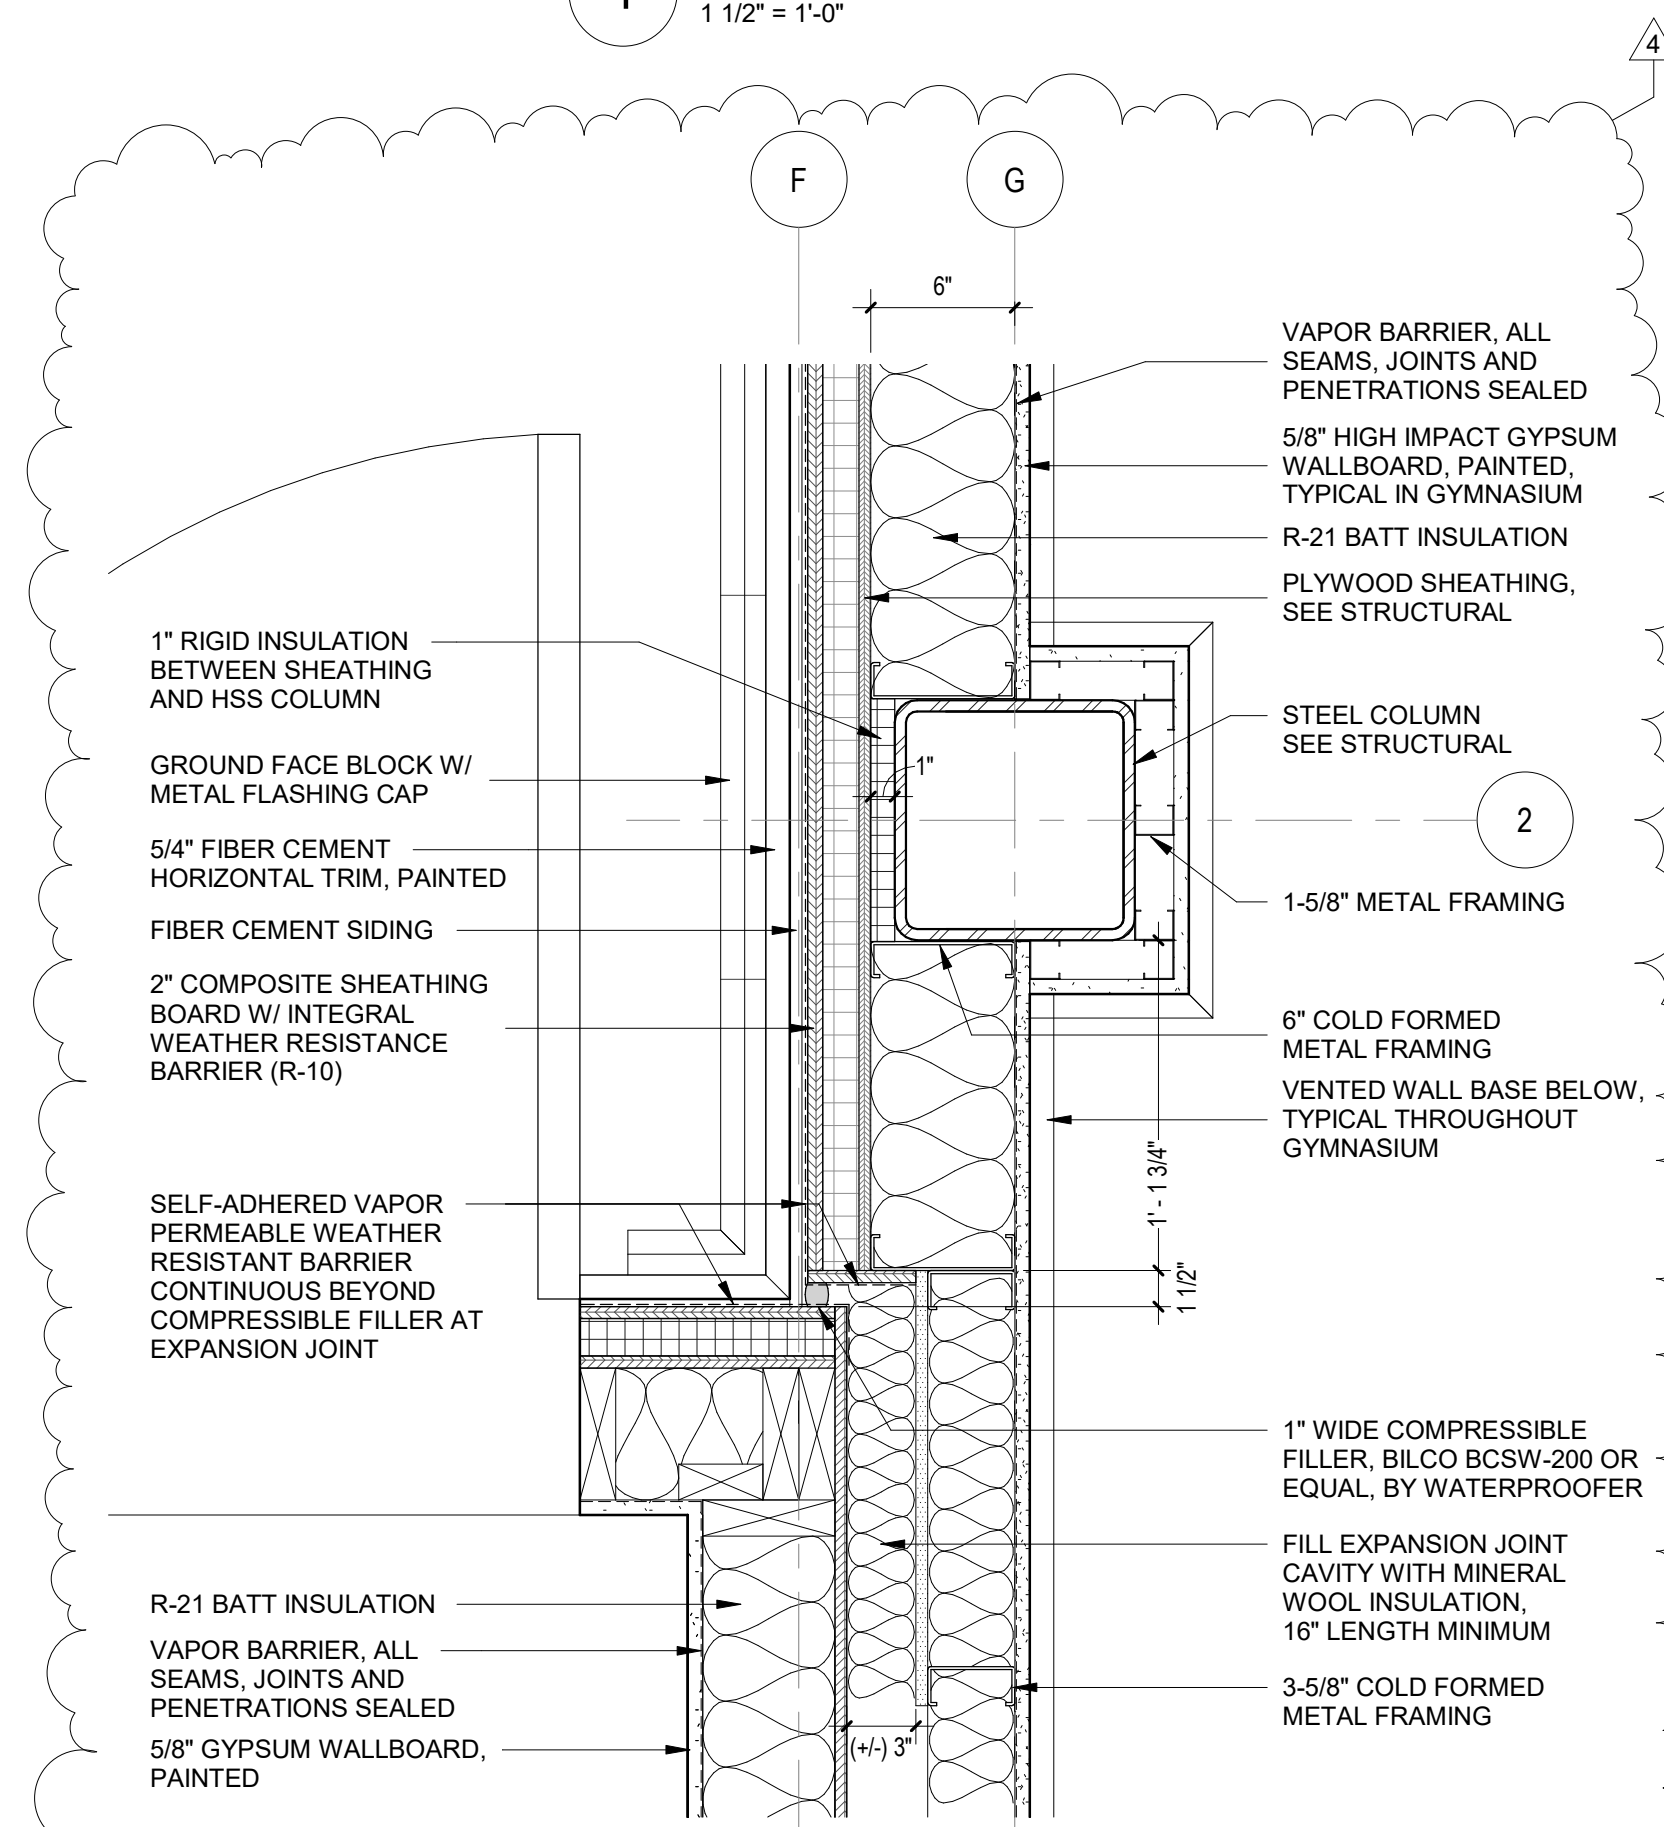 1 1/2" = 1'-0"
4
F
G
6"
VAPOR BARRIER, ALL
SEAMS, JOINTS AND
PENETRATIONS SEALED
5/8" HIGH IMPACT GYPSUM
WALLBOARD, PAINTED,
TYPICAL IN GYMNASIUM
R-21 BATT INSULATION
PLYWOOD SHEATHING,
SEE STRUCTURAL
1" RIGID INSULATION
BETWEEN SHEATHING
AND HSS COLUMN
STEEL COLUMN
SEE STRUCTURAL
GROUND FACE BLOCK W/
METAL FLASHING CAP
1"
2
5/4" FIBER CEMENT
HORIZONTAL TRIM, PAINTED
1-5/8" METAL FRAMING
FIBER CEMENT SIDING
2" COMPOSITE SHEATHING
BOARD W/ INTEGRAL
WEATHER RESISTANCE
BARRIER (R-10)
6" COLD FORMED
METAL FRAMING
VENTED WALL BASE BELOW,
TYPICAL THROUGHOUT
GYMNASIUM
1' - 1 3/4"
SELF-ADHERED VAPOR
PERMEABLE WEATHER
RESISTANT BARRIER
CONTINUOUS BEYOND
COMPRESSIBLE FILLER AT
EXPANSION JOINT
1 1/2"
1" WIDE COMPRESSIBLE
FILLER, BILCO BCSW-200 OR
EQUAL, BY WATERPROOFER
FILL EXPANSION JOINT
CAVITY WITH MINERAL
WOOL INSULATION,
16" LENGTH MINIMUM
R-21 BATT INSULATION
VAPOR BARRIER, ALL
SEAMS, JOINTS AND
PENETRATIONS SEALED
3-5/8" COLD FORMED
METAL FRAMING
(+/-) 3"
5/8" GYPSUM WALLBOARD,
PAINTED